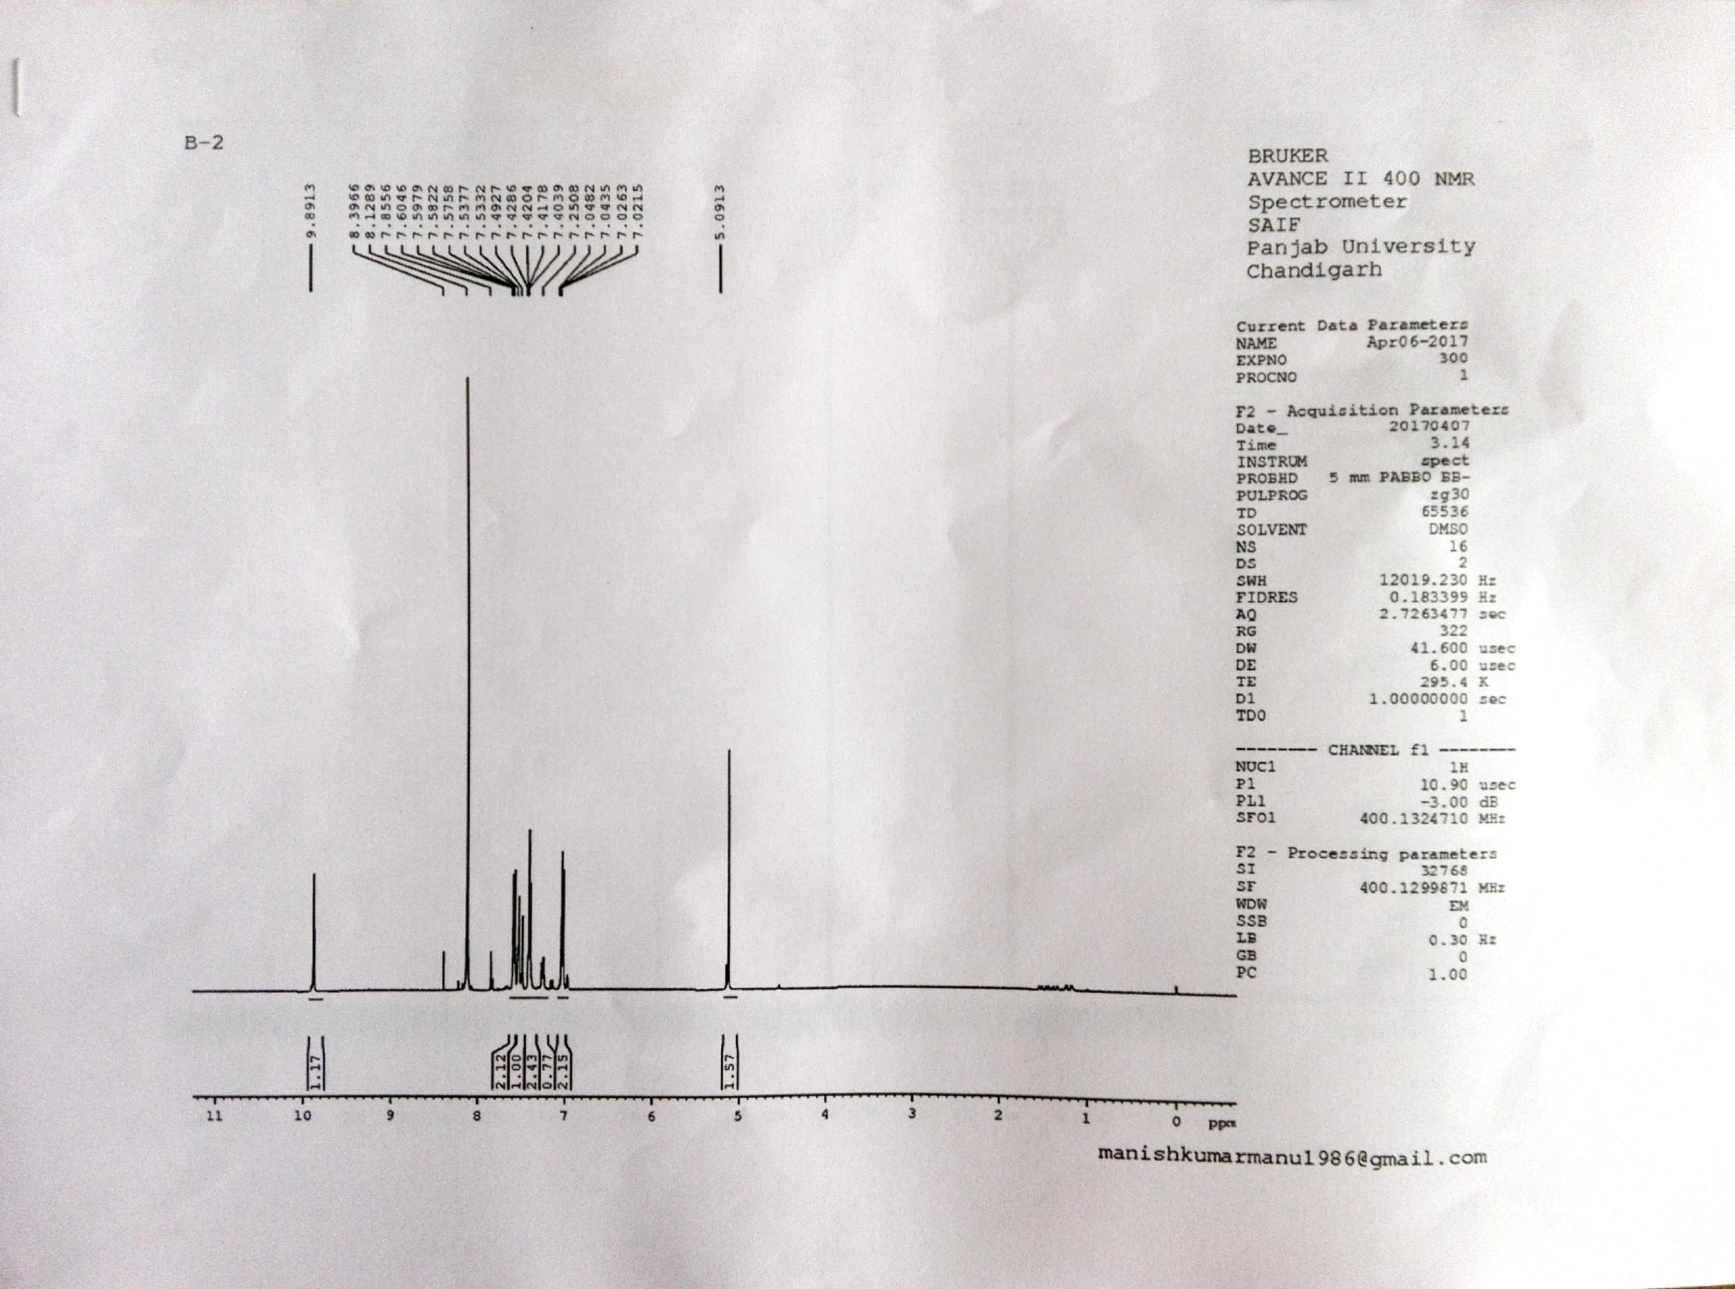 B-2
9.8913
8.3966
8.1289
7.8556
7.6046
7.5979
7.5822
7.5758
7.5377
7.5332
7.4927
7.4286
7.4204
7.4178
7.4039
7.2508
7.0482
7.0435
7.0263
7.0215
5.0913
BRUKER
AVANCE II 400 NMR
Spectrometer
SAIF
Panjab University
Chandigarh
Current Data Parameters
NAME Apr06-2017
EXPNO 300
PROCNO 1
F2 - Acquisition Parameters
Date_ 20170407
Time 3.14
INSTRUM spect
PROBHD 5 mm PABBO BB-
PULPROG zg30
TD 65536
SOLVENT DMSO
NS 16
DS 2
SWH 12019.230 Hz
FIDRES 0.183399 Hz
AQ 2.7263477 sec
RG 322
DW 41.600 usec
DE 6.00 usec
TE 295.4 K
D1 1.00000000 sec
TD0 1
-------- CHANNEL f1 --------
NUC1 1H
P1 10.90 usec
PL1 -3.00 dB
SFO1 400.1324710 MHz
F2 - Processing parameters
SI 32768
SF 400.1299871 MHz
WDW EM
SSB 0
LB 0.30 Hz
GB 0
PC 1.00
1.17
2.12
1.00
2.43
0.77
2.15
1.57
11 10 9 8 7 6 5 4 3 2 1 0 ppm
manishkumarmanu1986@gmail.com